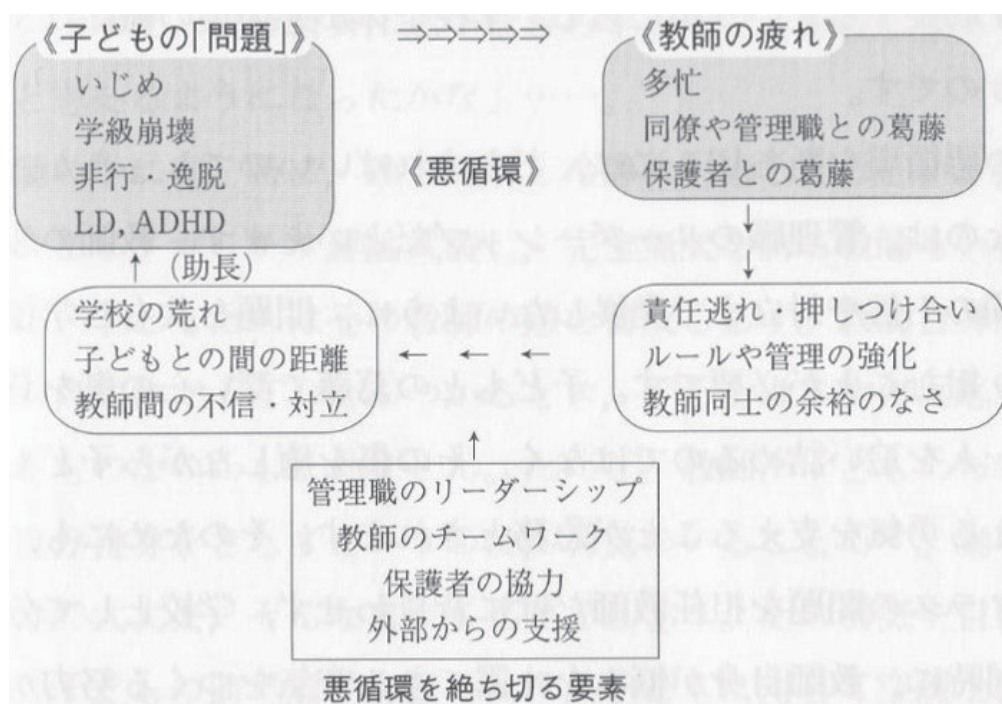 《子どもの「問題」》
⇒⇒⇒⇒⇒
《教師の疲れ》
いじめ
学級崩壊
非行・逸脱
LD,ADHD
《悪循環》
多忙
同僚や管理職との葛藤
保護者との葛藤
(助長)
学校の荒れ
子どもとの間の距離
教師間の不信・対立
責任逃れ・押しつけ合い
ルールや管理の強化
教師同士の余裕のなさ
管理職のリーダーシップ
教師のチームワーク
保護者の協力
外部からの支援
悪循環を絶ち切る要素